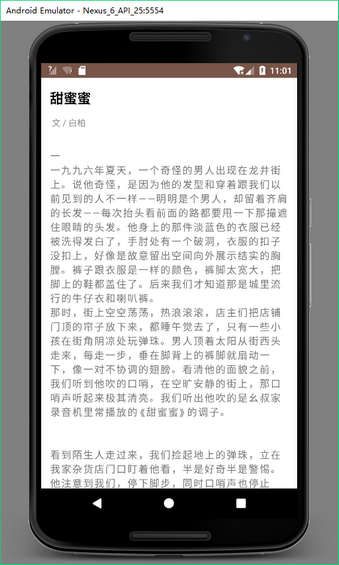 Android Emulator - Nexus_6_API_25:5554
11:01
甜蜜蜜
文 / 白柏
一
一九九六年夏天，一个奇怪的男人出现在龙井街
上。说他奇怪，是因为他的发型和穿着跟我们以
前见到的人不一样——明明是个男人，却留着齐肩
的长发——每次抬头看前面的路都要甩一下那撮遮
住眼睛的头发。他身上的那件淡蓝色的衣服已经
被洗得发白了，手肘处有一个破洞，衣服的扣子
没扣上，好像是故意留出空间向外展示结实的胸
膛。裤子跟衣服是一样的颜色，裤脚太宽大，把
脚上的鞋都盖住了。后来我们才知道那是城里流
行的牛仔衣和喇叭裤。
那时，街上空空荡荡，热浪滚滚，店主们把店铺
门顶的帘子放下来，都睡午觉去了，只有一些小
孩在街角阴凉处玩弹珠。男人顶着太阳从街西头
走来，每走一步，垂在脚背上的裤脚就扇动一
下，像一对不协调的翅膀。看清他的面貌之前，
我们听到他吹的口哨，在空旷安静的街上，那口
哨声听起来极其清亮。我们听出他吹的是幺叔家
录音机里常播放的《甜蜜蜜》的调子。
看到陌生人走过来，我们捡起地上的弹珠，立在
我家杂货店门口盯着他看，半是好奇半是警惕。
他注意到我们，停下脚步，同时口哨声也停止